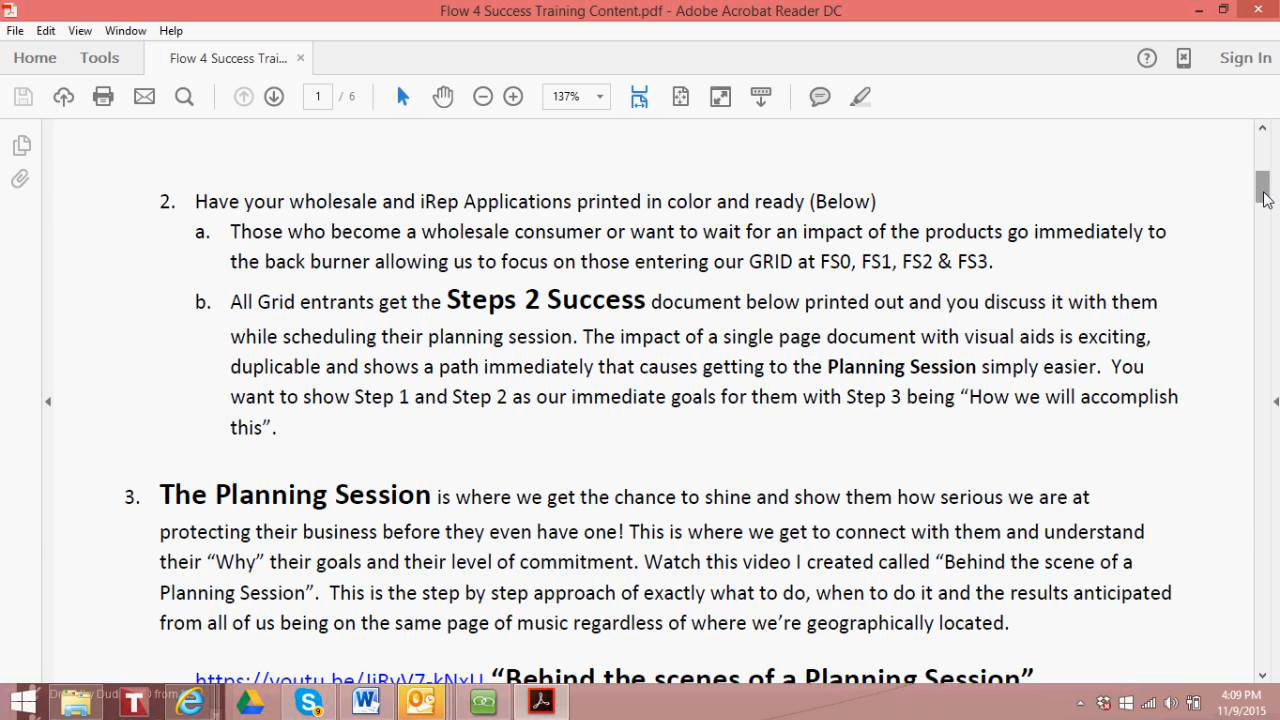 Flow 4 Success Training Content.pdf - Adobe Acrobat Reader DC
File Edit View Window Help
Home Tools Flow 4 Success Trai... × Sign In
1 / 6 137%
2. Have your wholesale and iRep Applications printed in color and ready (Below)
a. Those who become a wholesale consumer or want to wait for an impact of the products go immediately to
the back burner allowing us to focus on those entering our GRID at FS0, FS1, FS2 & FS3.
b. All Grid entrants get the Steps 2 Success document below printed out and you discuss it with them
while scheduling their planning session. The impact of a single page document with visual aids is exciting,
duplicable and shows a path immediately that causes getting to the Planning Session simply easier. You
want to show Step 1 and Step 2 as our immediate goals for them with Step 3 being “How we will accomplish
this”.
3. The Planning Session is where we get the chance to shine and show them how serious we are at
protecting their business before they even have one! This is where we get to connect with them and understand
their “Why” their goals and their level of commitment. Watch this video I created called “Behind the scene of a
Planning Session”. This is the step by step approach of exactly what to do, when to do it and the results anticipated
from all of us being on the same page of music regardless of where we’re geographically located.
“Behind the scenes of a Planning Session”
4:09 PM
11/9/2015